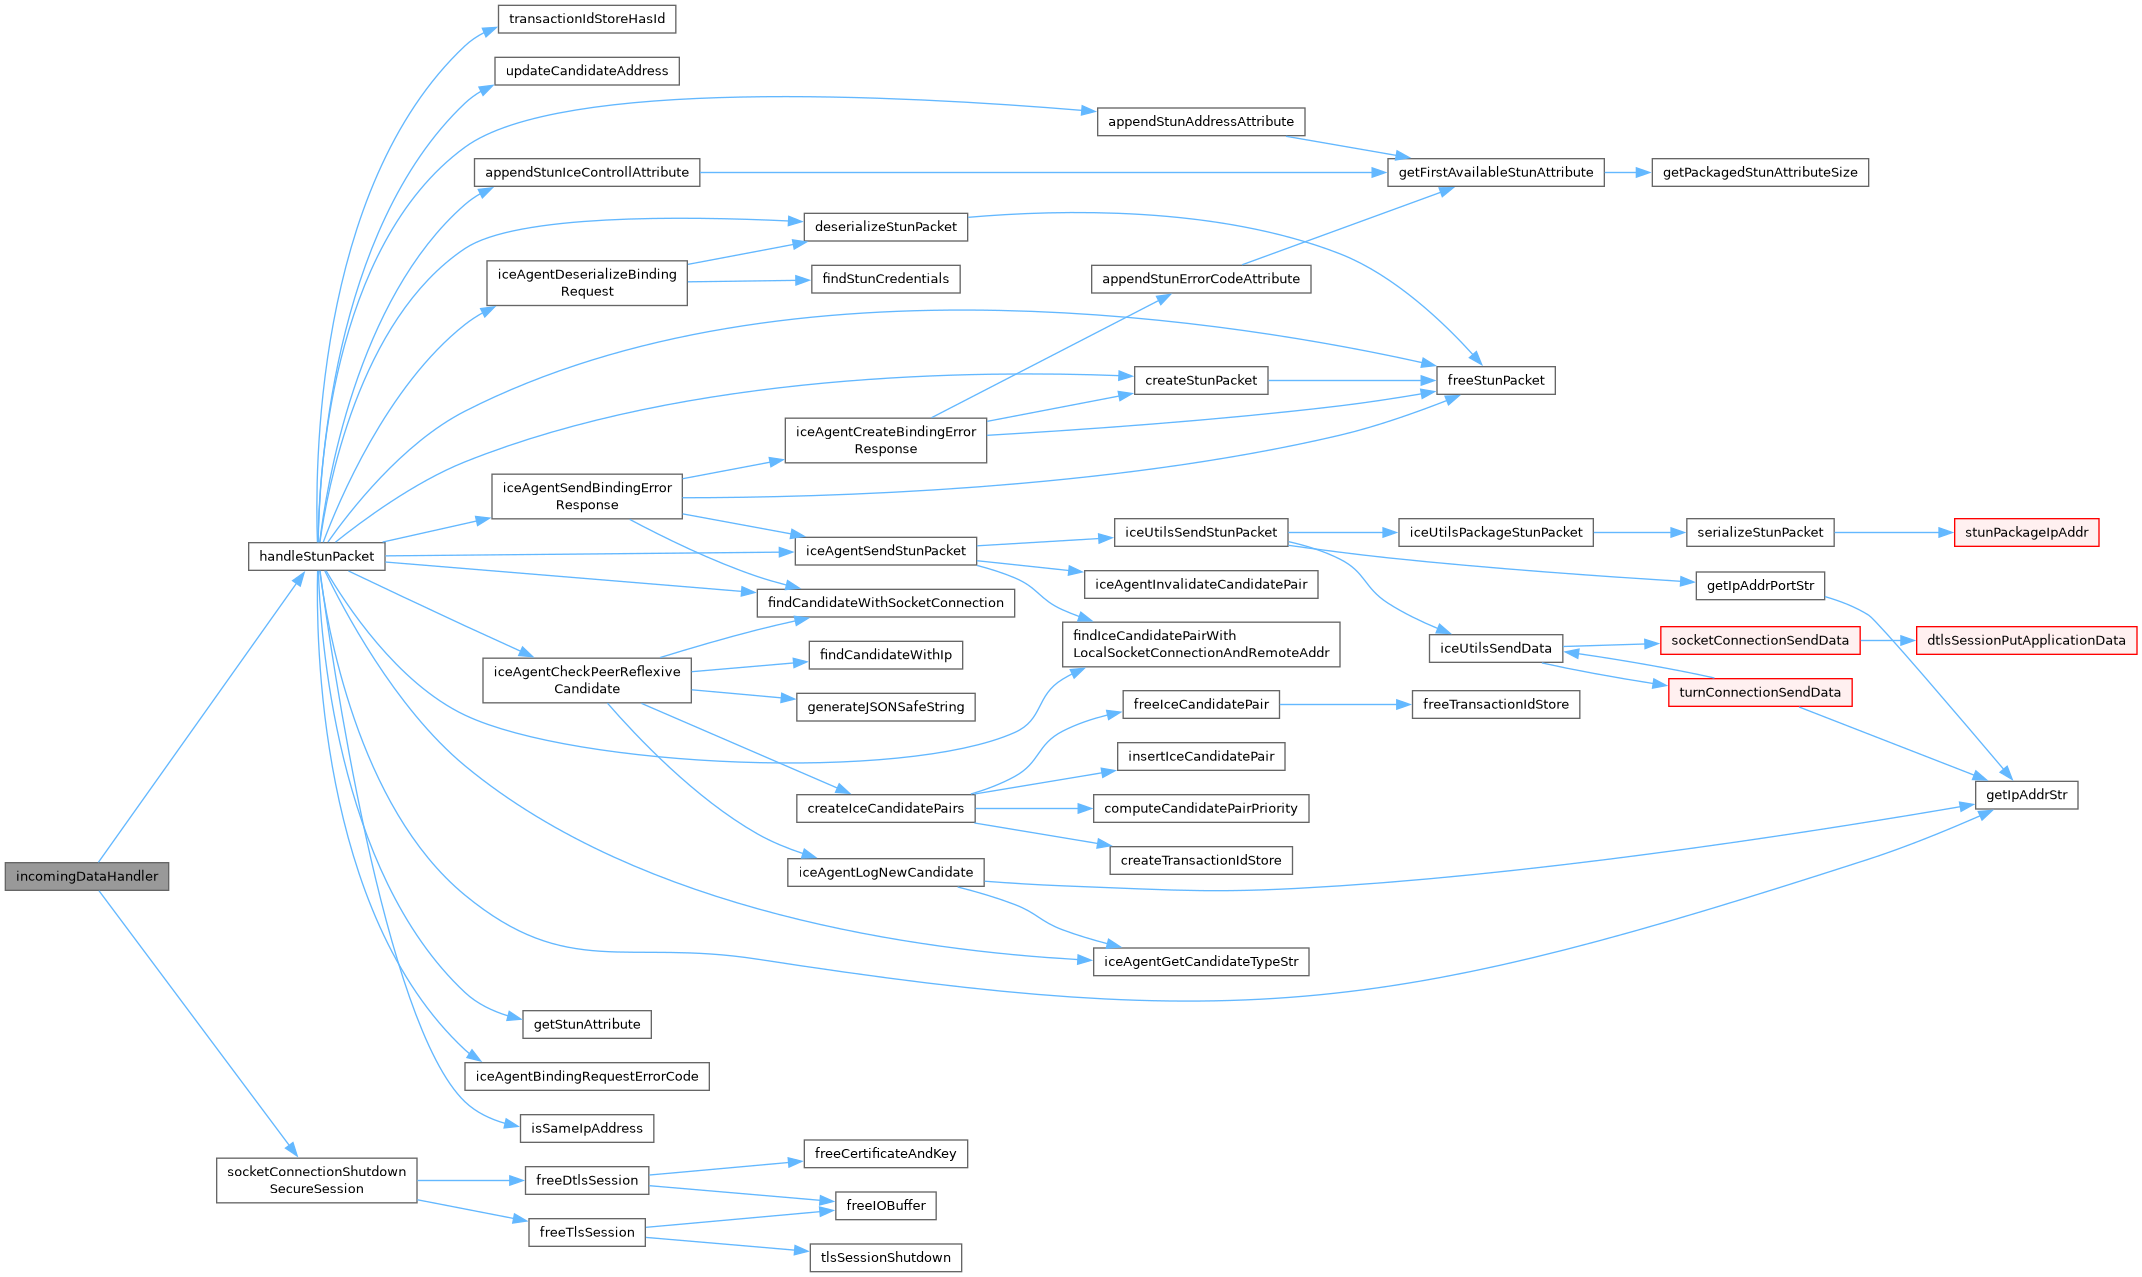 transactionIdStoreHasId
updateCandidateAddress
appendStunAddressAttribute
appendStunIceControllAttribute
getFirstAvailableStunAttribute
getPackagedStunAttributeSize
deserializeStunPacket
iceAgentDeserializeBinding
Request
findStunCredentials
appendStunErrorCodeAttribute
createStunPacket
freeStunPacket
iceAgentCreateBindingError
Response
iceAgentSendBindingError
Response
handleStunPacket
iceAgentSendStunPacket
iceUtilsSendStunPacket
iceUtilsPackageStunPacket
serializeStunPacket
stunPackageIpAddr
iceAgentInvalidateCandidatePair
getIpAddrPortStr
findCandidateWithSocketConnection
findIceCandidatePairWith
LocalSocketConnectionAndRemoteAddr
iceUtilsSendData
socketConnectionSendData
dtlsSessionPutApplicationData
findCandidateWithIp
iceAgentCheckPeerReflexive
Candidate
turnConnectionSendData
generateJSONSafeString
freeIceCandidatePair
freeTransactionIdStore
insertIceCandidatePair
createIceCandidatePairs
computeCandidatePairPriority
getIpAddrStr
createTransactionIdStore
iceAgentLogNewCandidate
incomingDataHandler
iceAgentGetCandidateTypeStr
getStunAttribute
iceAgentBindingRequestErrorCode
isSameIpAddress
socketConnectionShutdown
SecureSession
freeDtlsSession
freeCertificateAndKey
freeIOBuffer
freeTlsSession
tlsSessionShutdown